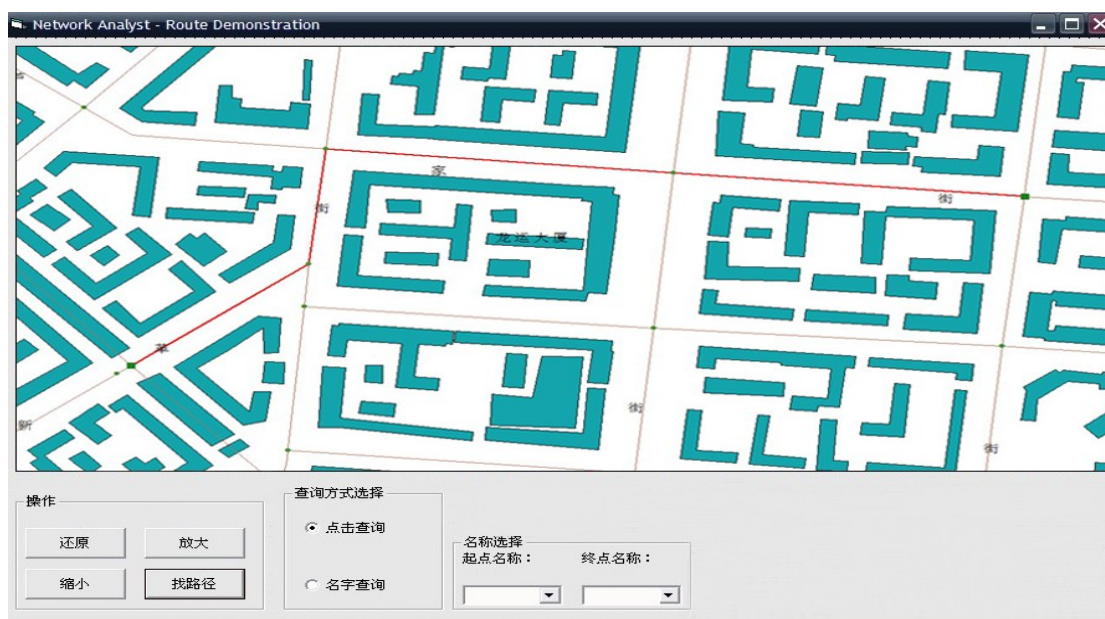 Network Analyst - Route Demonstration
家
街
街
龙运大厦
革
街
新
街
操作
还原
放大
缩小
找路径
查询方式选择
点击查询
名字查询
名称选择
起点名称：
终点名称：